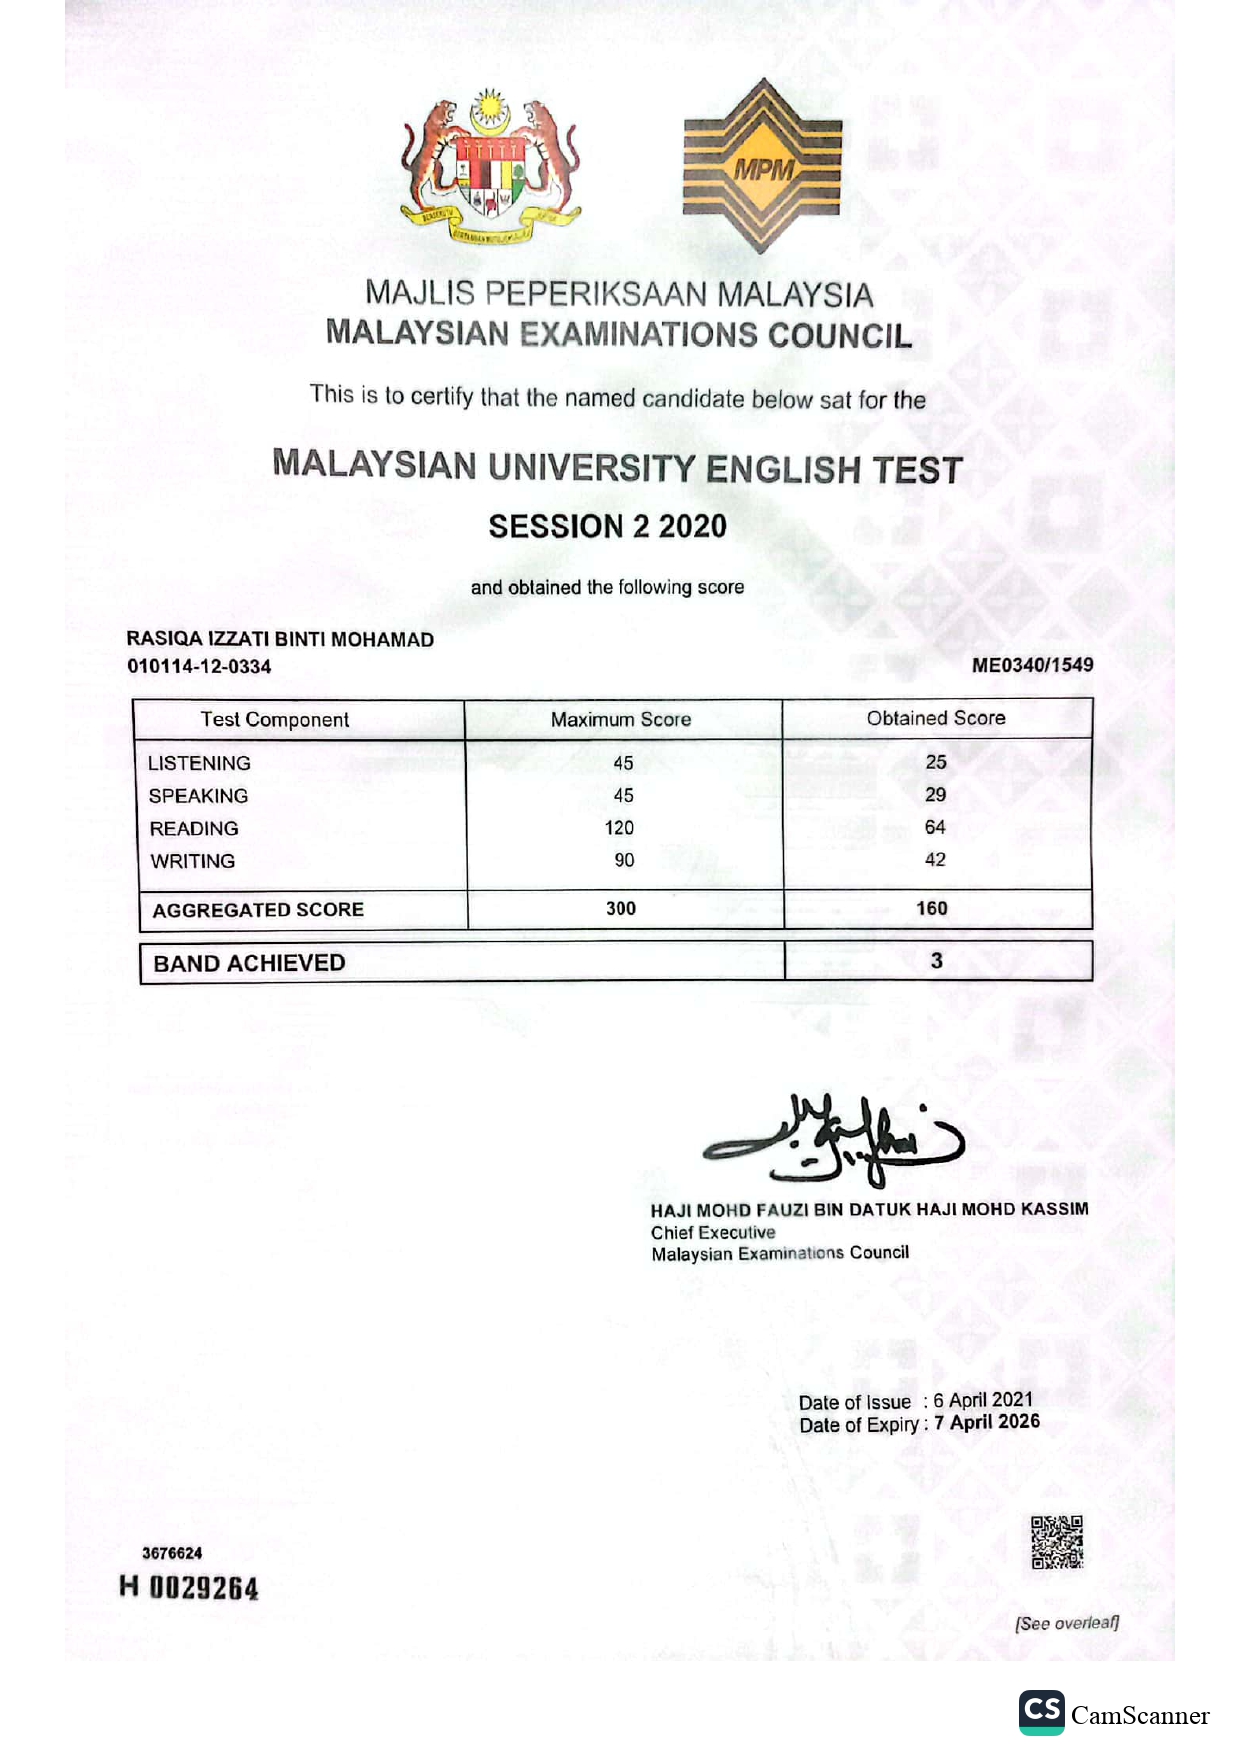 MPM
MAJLIS PEPERIKSAAN MALAYSIA
MALAYSIAN EXAMINATIONS COUNCIL
This is to certify that the named candidate below sat for the
MALAYSIAN UNIVERSITY ENGLISH TEST
SESSION 2 2020
and obtained the following score
RASIQA IZZATI BINTI MOHAMAD
010114-12-0334 ME0340/1549
Test Component Maximum Score Obtained Score
LISTENING 45 25
SPEAKING 45 29
READING 120 64
WRITING 90 42
AGGREGATED SCORE 300 160
BAND ACHIEVED 3
HAJI MOHD FAUZI BIN DATUK HAJI MOHD KASSIM
Chief Executive
Malaysian Examinations Council
Date of Issue : 6 April 2021
Date of Expiry : 7 April 2026
3676624
H 0029264
[See overleaf]
CS CamScanner